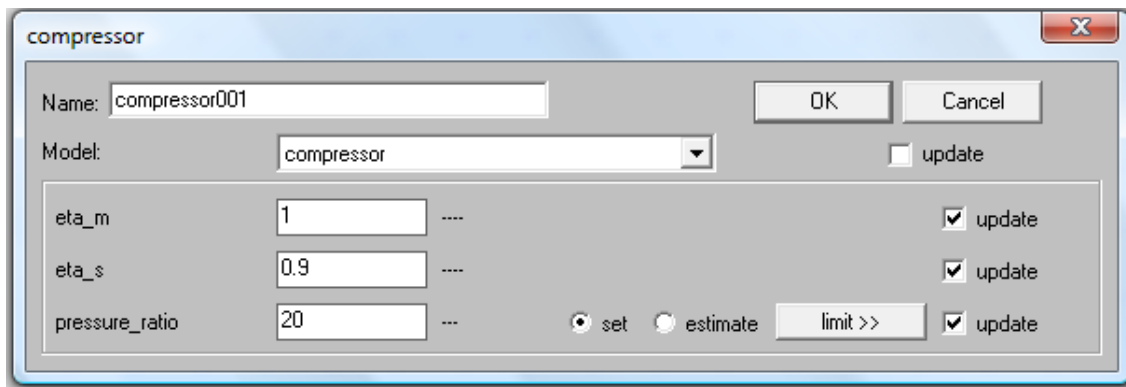 compressor
Name: compressor001 OK Cancel
Model: compressor update
eta_m 1 ---- update
eta_s 0.9 ---- update
pressure_ratio 20 --- set estimate limit >> update